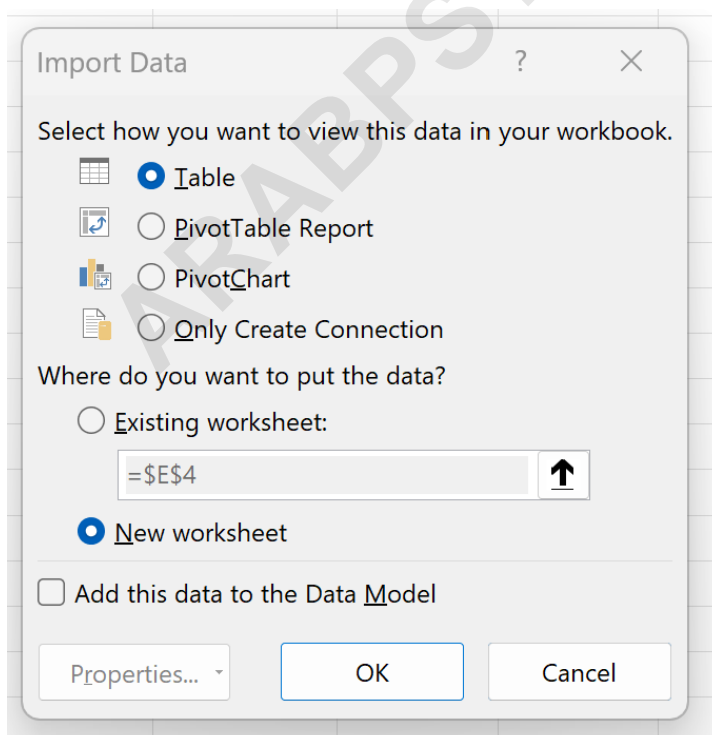 Import Data ?
Select how you want to view this data in your workbook.
Table
PivotTable Report
PivotChart
Only Create Connection
Where do you want to put the data?
Existing worksheet:
=$E$4
New worksheet
Add this data to the Data Model
Properties... OK Cancel
ARABPS